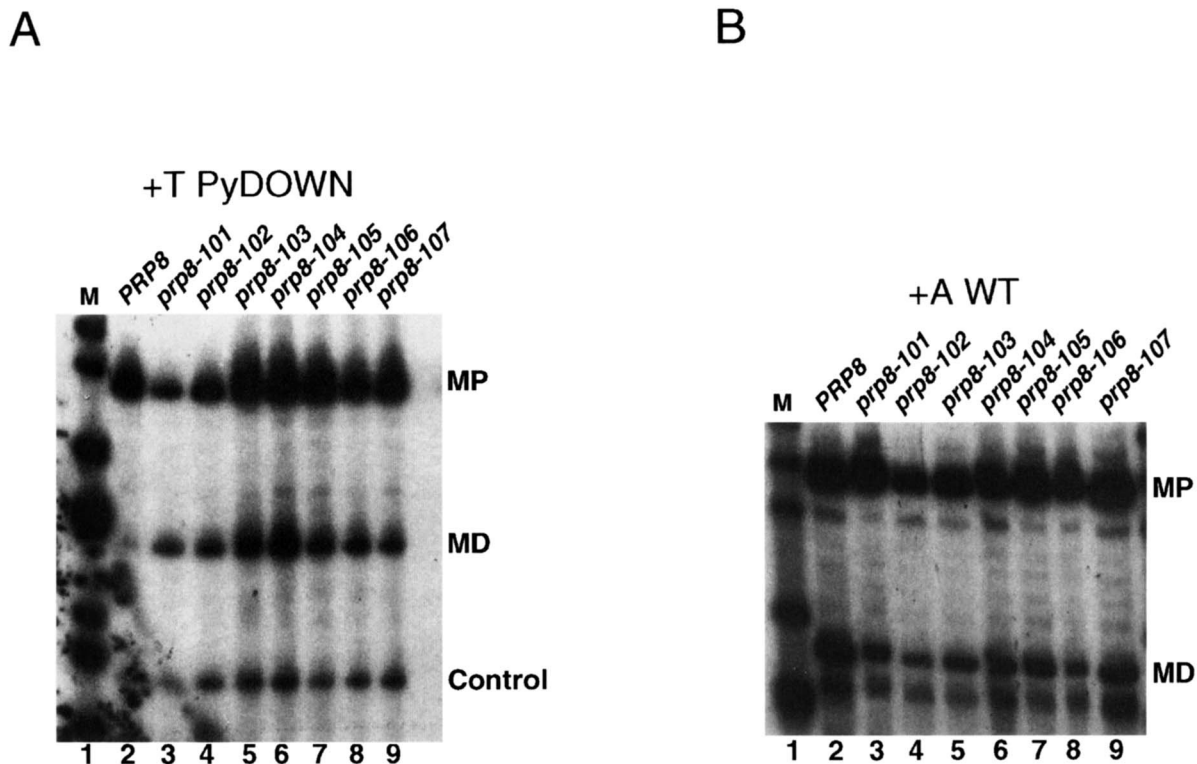 A
+T PyDOWN
M PRP8 prp8-101 prp8-102 prp8-103 prp8-104 prp8-105 prp8-106 prp8-107
MP
MD
Control
1 2 3 4 5 6 7 8 9
B
+A WT
M PRP8 prp8-101 prp8-102 prp8-103 prp8-104 prp8-105 prp8-106 prp8-107
MP
MD
1 2 3 4 5 6 7 8 9